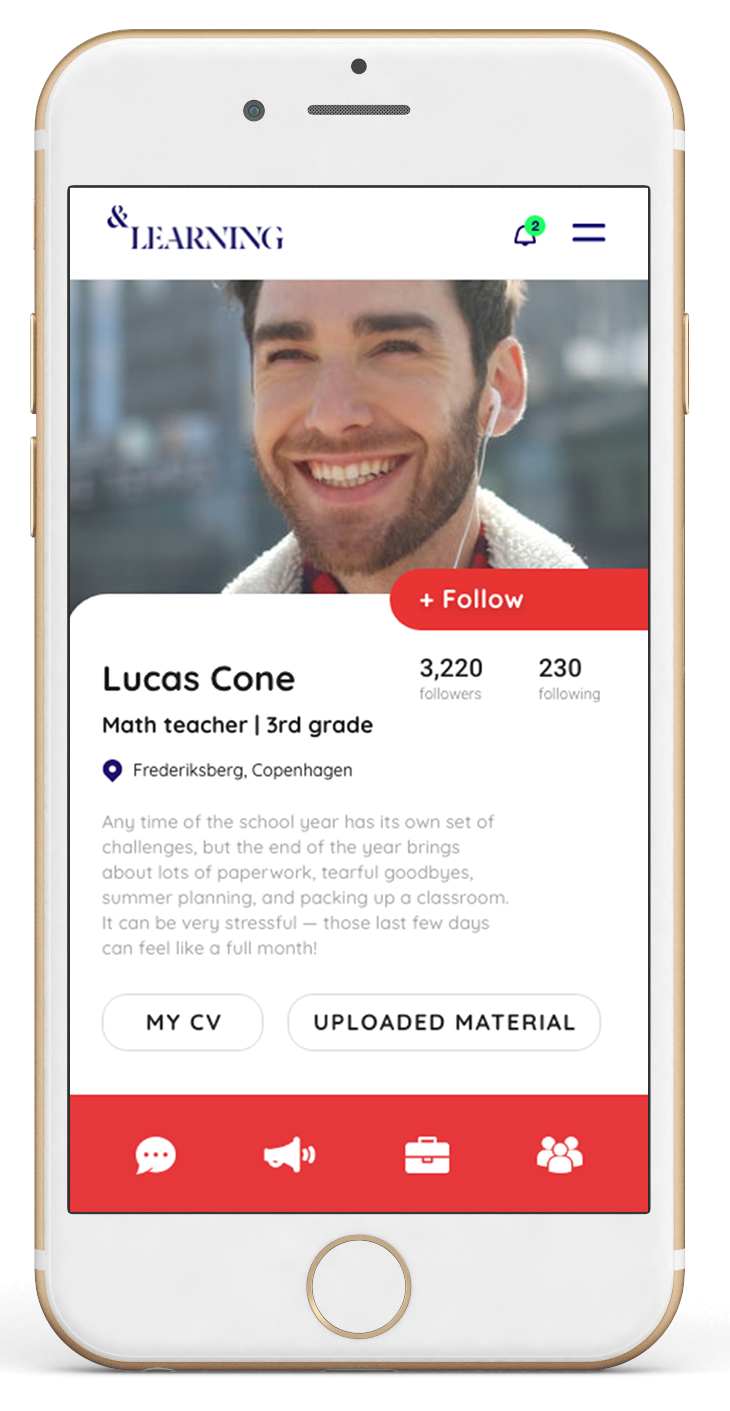 &
LEARNING
2
+ Follow
Lucas Cone
3,220
230
followers
following
Math teacher | 3rd grade
Frederiksberg, Copenhagen
Any time of the school year has its own set of
challenges, but the end of the year brings
about lots of paperwork, tearful goodbyes,
summer planning, and packing up a classroom.
It can be very stressful — those last few days
can feel like a full month!
MY CV
UPLOADED MATERIAL